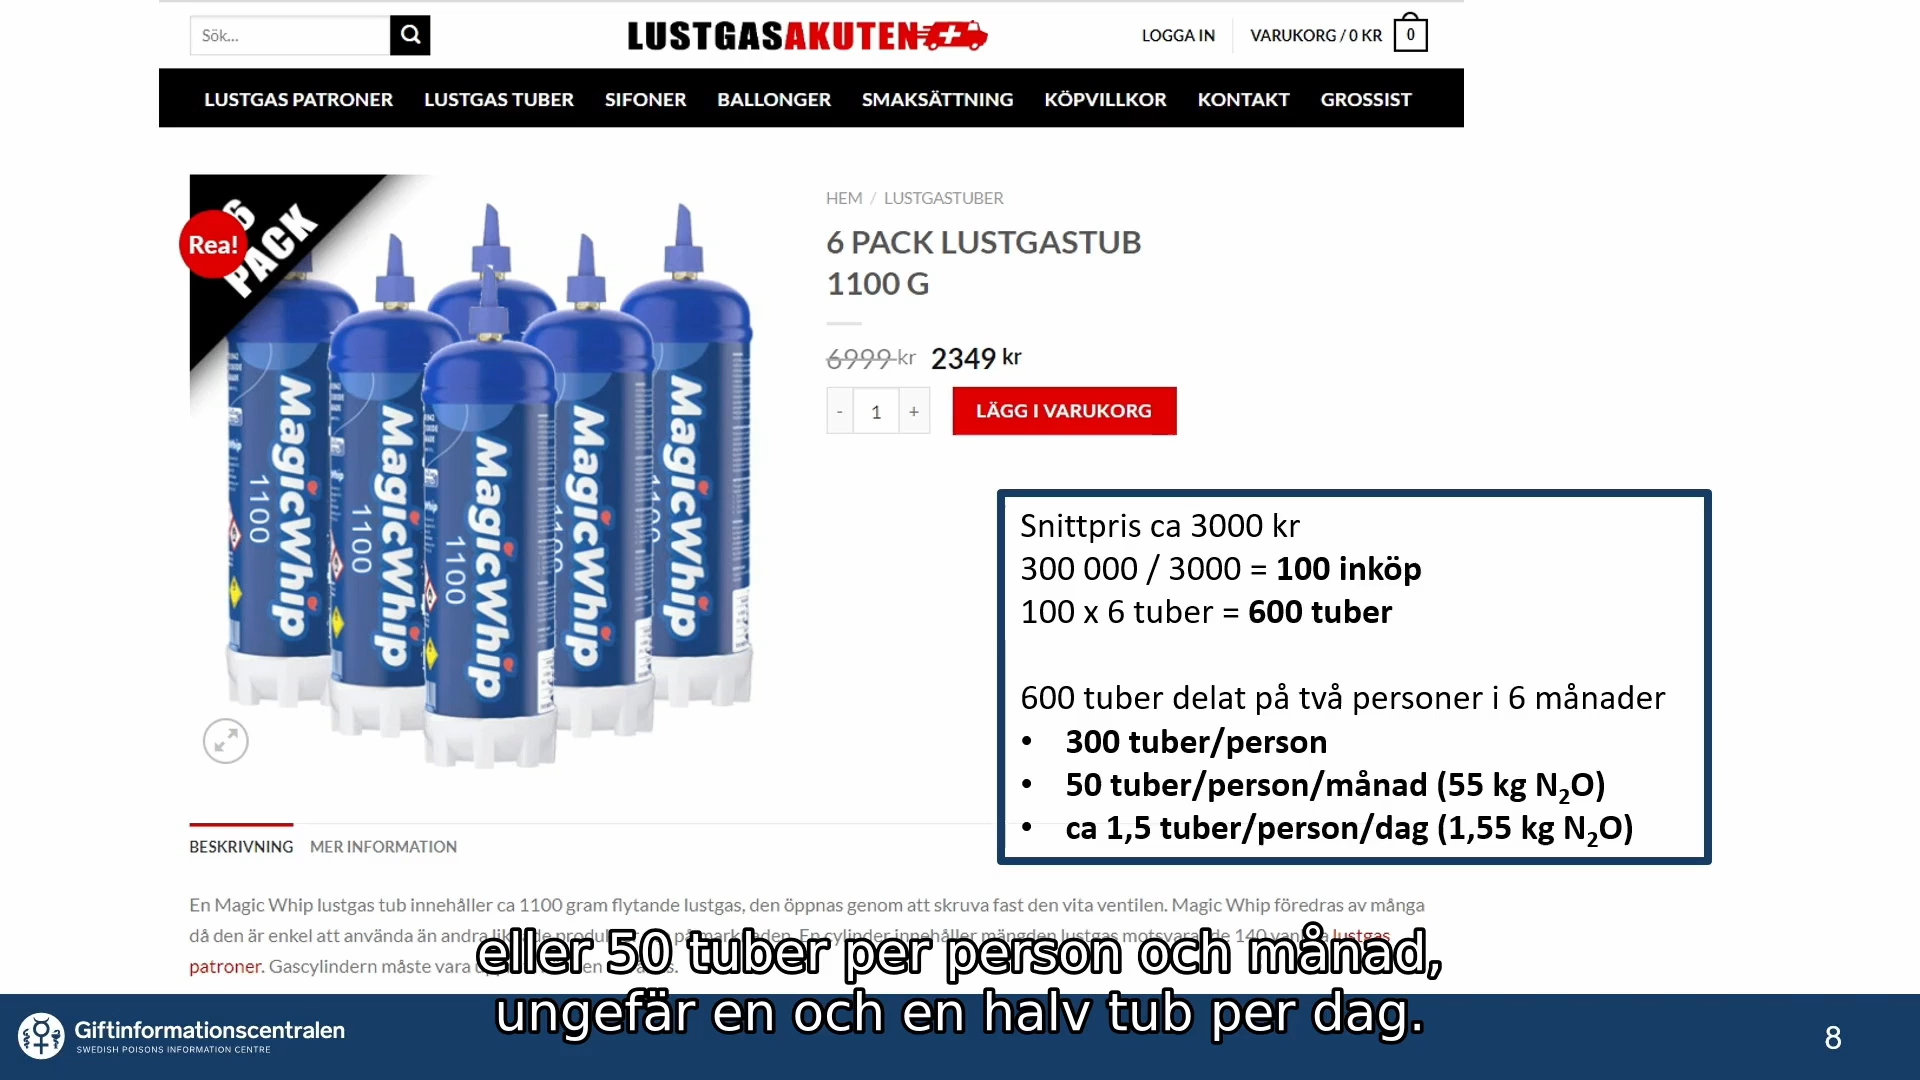 Sök...
LUSTGASAKUTEN
LOGGA IN
VARUKORG / 0 KR
0
LUSTGAS PATRONER LUSTGAS TUBER SIFONER BALLONGER SMAKSÄTTNING KÖPVILLKOR KONTAKT GROSSIST
6
PACK
Rea!
MagicWhip
1100
MagicWhip
1100
MagicWhip
1100
MagicWhip
MagicWhip
HEM / LUSTGASTUBER
6 PACK LUSTGASTUB
1100 G
6999 kr 2349 kr
- 1 +
LÄGG I VARUKORG
Snittpris ca 3000 kr
300 000 / 3000 = 100 inköp
100 x 6 tuber = 600 tuber
600 tuber delat på två personer i 6 månader
• 300 tuber/person
• 50 tuber/person/månad (55 kg N₂O)
• ca 1,5 tuber/person/dag (1,55 kg N₂O)
BESKRIVNING MER INFORMATION
En Magic Whip lustgas tub innehåller ca 1100 gram flytande lustgas, den öppnas genom att skruva fast den vita ventilen. Magic Whip föredras av många
då den är enkel att använda än andra lustgas
patroner. Gascylindern måste vara
eller 50 tuber per person och månad,
ungefär en och en halv tub per dag.
Giftinformationscentralen
SWEDISH POISONS INFORMATION CENTRE
8